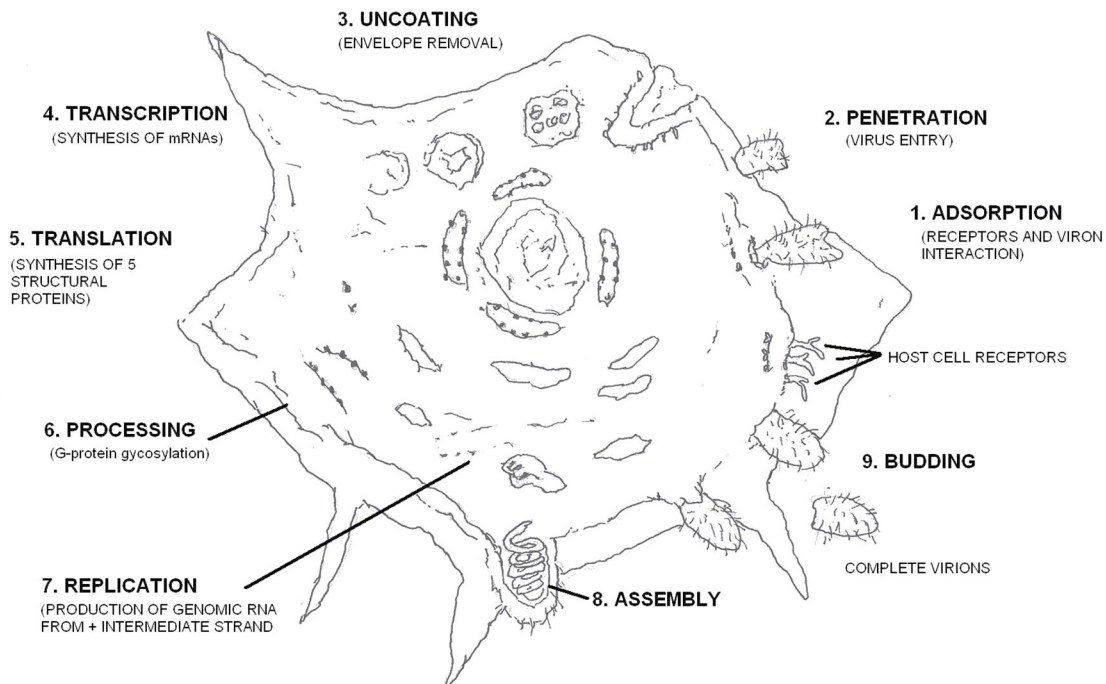 3. UNCOATING
(ENVELOPE REMOVAL)
4. TRANSCRIPTION
(SYNTHESIS OF mRNAs)
2. PENETRATION
(VIRUS ENTRY)
1. ADSORPTION
(RECEPTORS AND VIRON
INTERACTION)
5. TRANSLATION
(SYNTHESIS OF 5
STRUCTURAL
PROTEINS)
HOST CELL RECEPTORS
6. PROCESSING
(G-protein gycosylation)
9. BUDDING
COMPLETE VIRIONS
7. REPLICATION
(PRODUCTION OF GENOMIC RNA
FROM + INTERMEDIATE STRAND
8. ASSEMBLY